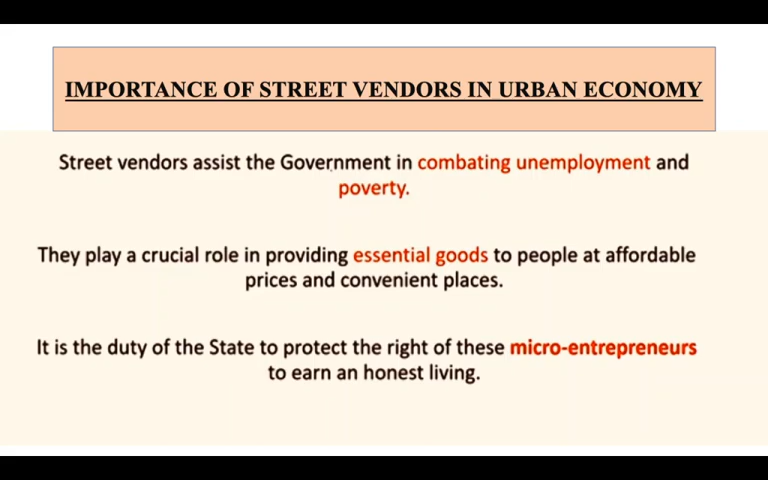 IMPORTANCE OF STREET VENDORS IN URBAN ECONOMY
Street vendors assist the Government in combating unemployment and
poverty.
They play a crucial role in providing essential goods to people at affordable
prices and convenient places.
It is the duty of the State to protect the right of these micro-entrepreneurs
to earn an honest living.